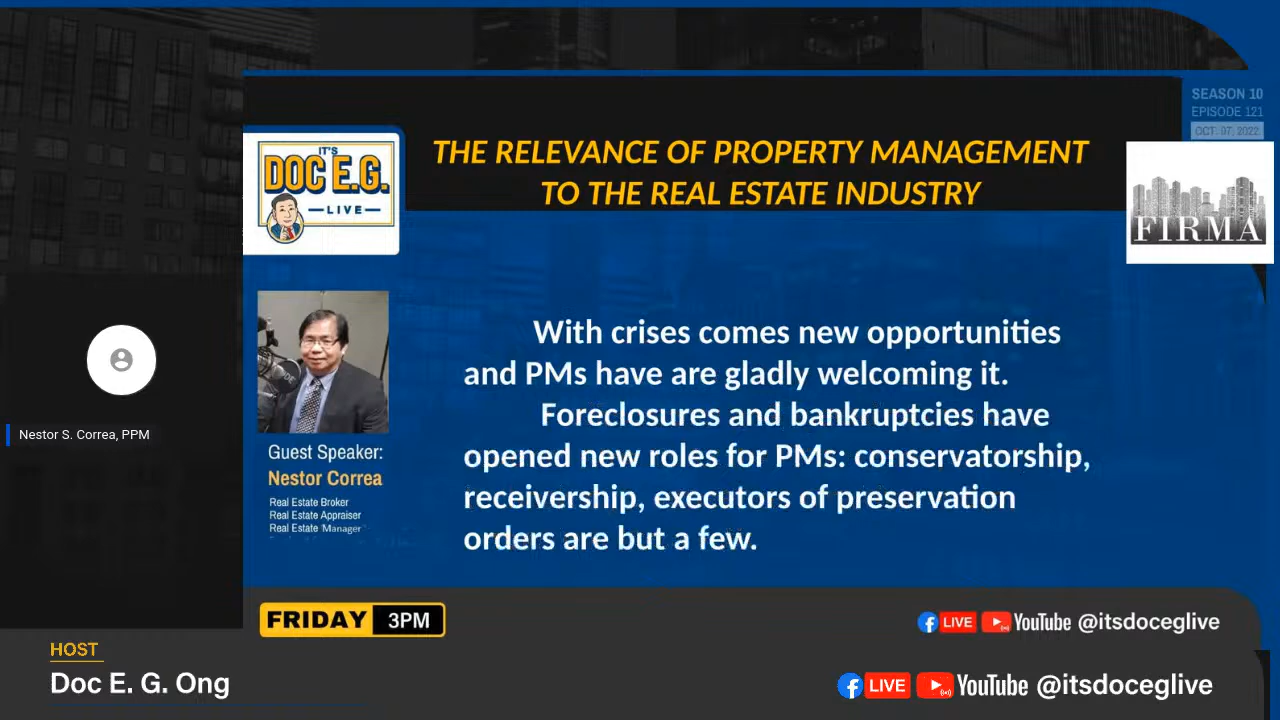 SEASON 10
EPISODE 121
OCT. 07, 2022
IT'S
DOC E.G.
LIVE
THE RELEVANCE OF PROPERTY MANAGEMENT
TO THE REAL ESTATE INDUSTRY
FIRMA
With crises comes new opportunities
and PMs have are gladly welcoming it.
Foreclosures and bankruptcies have
opened new roles for PMs: conservatorship,
receivership, executors of preservation
orders are but a few.
Nestor S. Correa, PPM
Guest Speaker:
Nestor Correa
Real Estate Broker
Real Estate Appraiser
Real Estate Manager
FRIDAY 3PM
LIVE YouTube @itsdoceglive
HOST
Doc E. G. Ong
LIVE YouTube @itsdoceglive